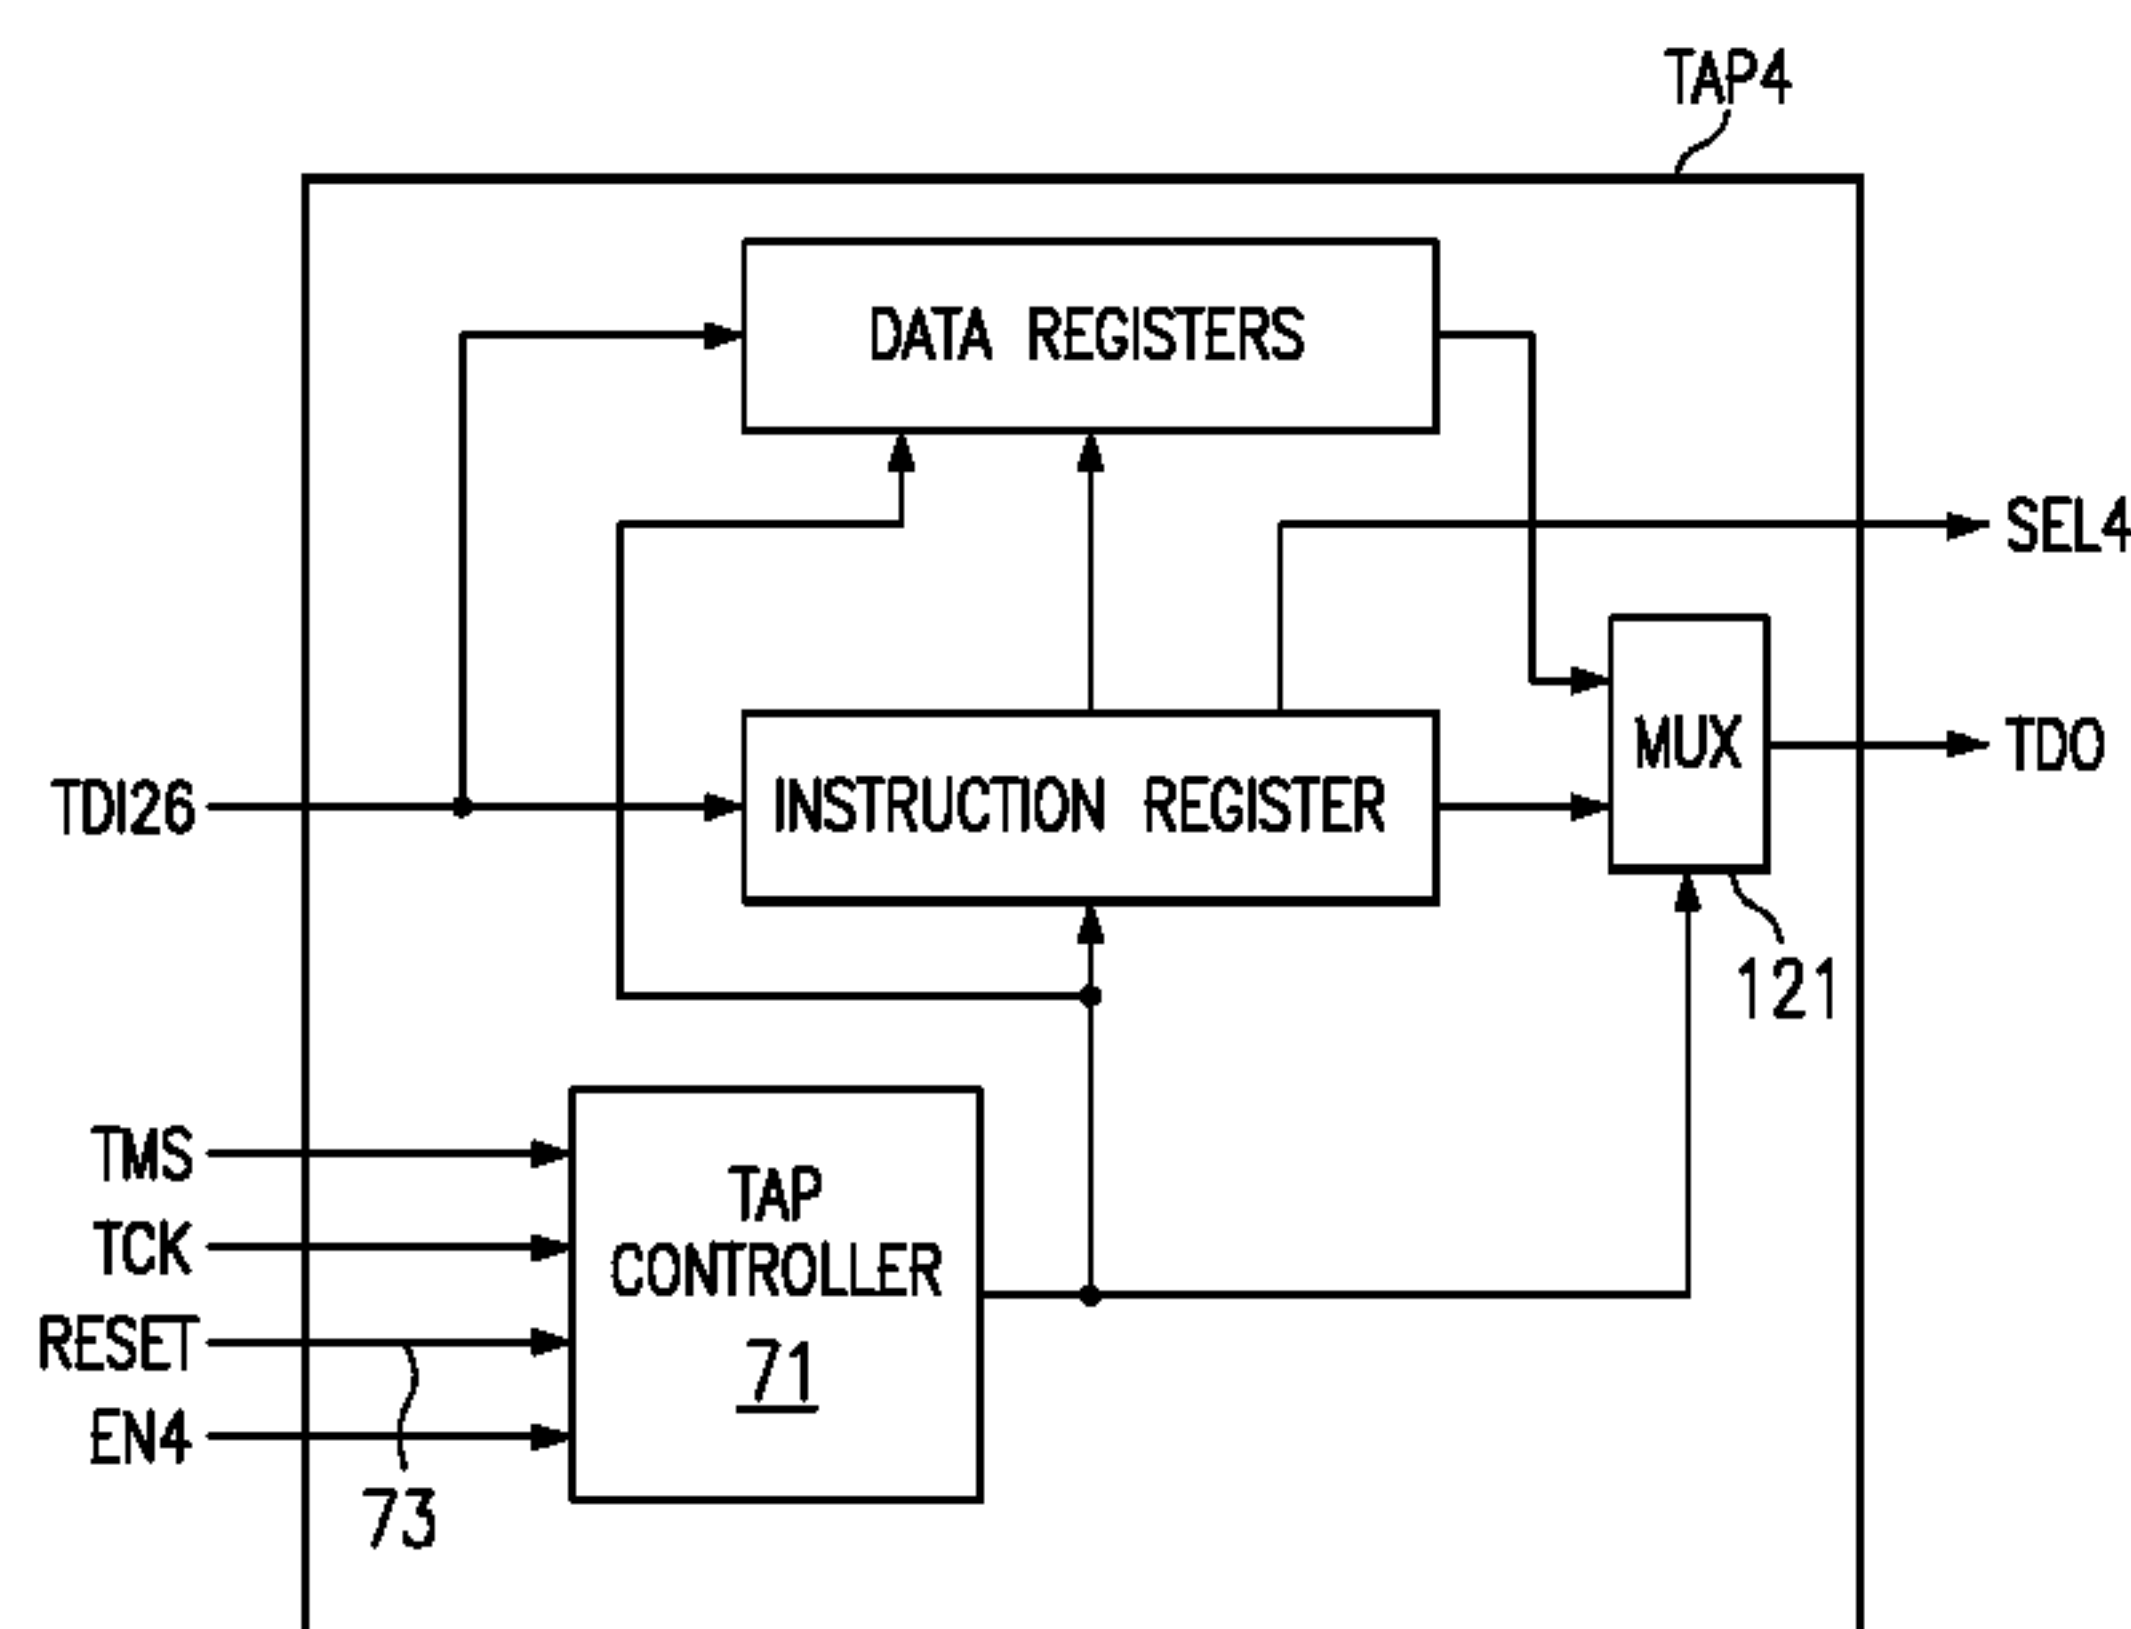 TAP4
DATA REGISTERS
SEL4
MUX
TDO
TDI26
INSTRUCTION REGISTER
121
TMS
TAP
TCK
CONTROLLER
RESET
71
EN4
73